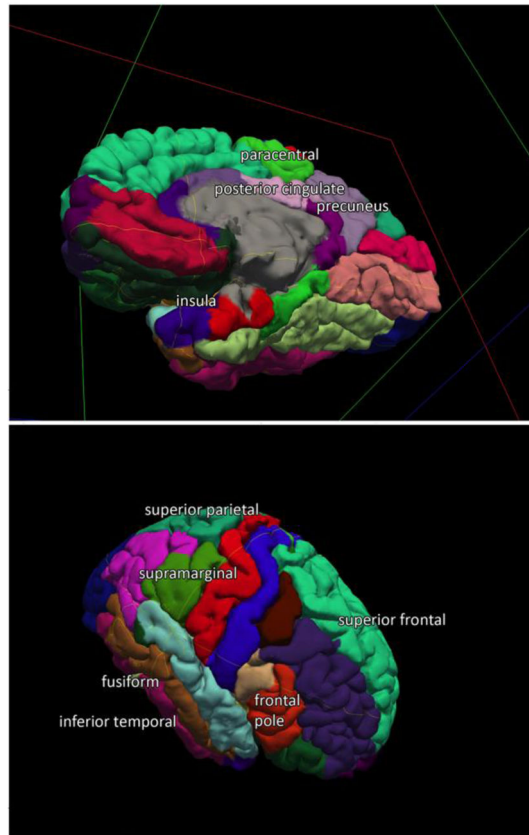 paracentral
posterior cingulate
precuneus
insula
superior parietal
supramarginal
superior frontal
fusiform
frontal
pole
inferior temporal